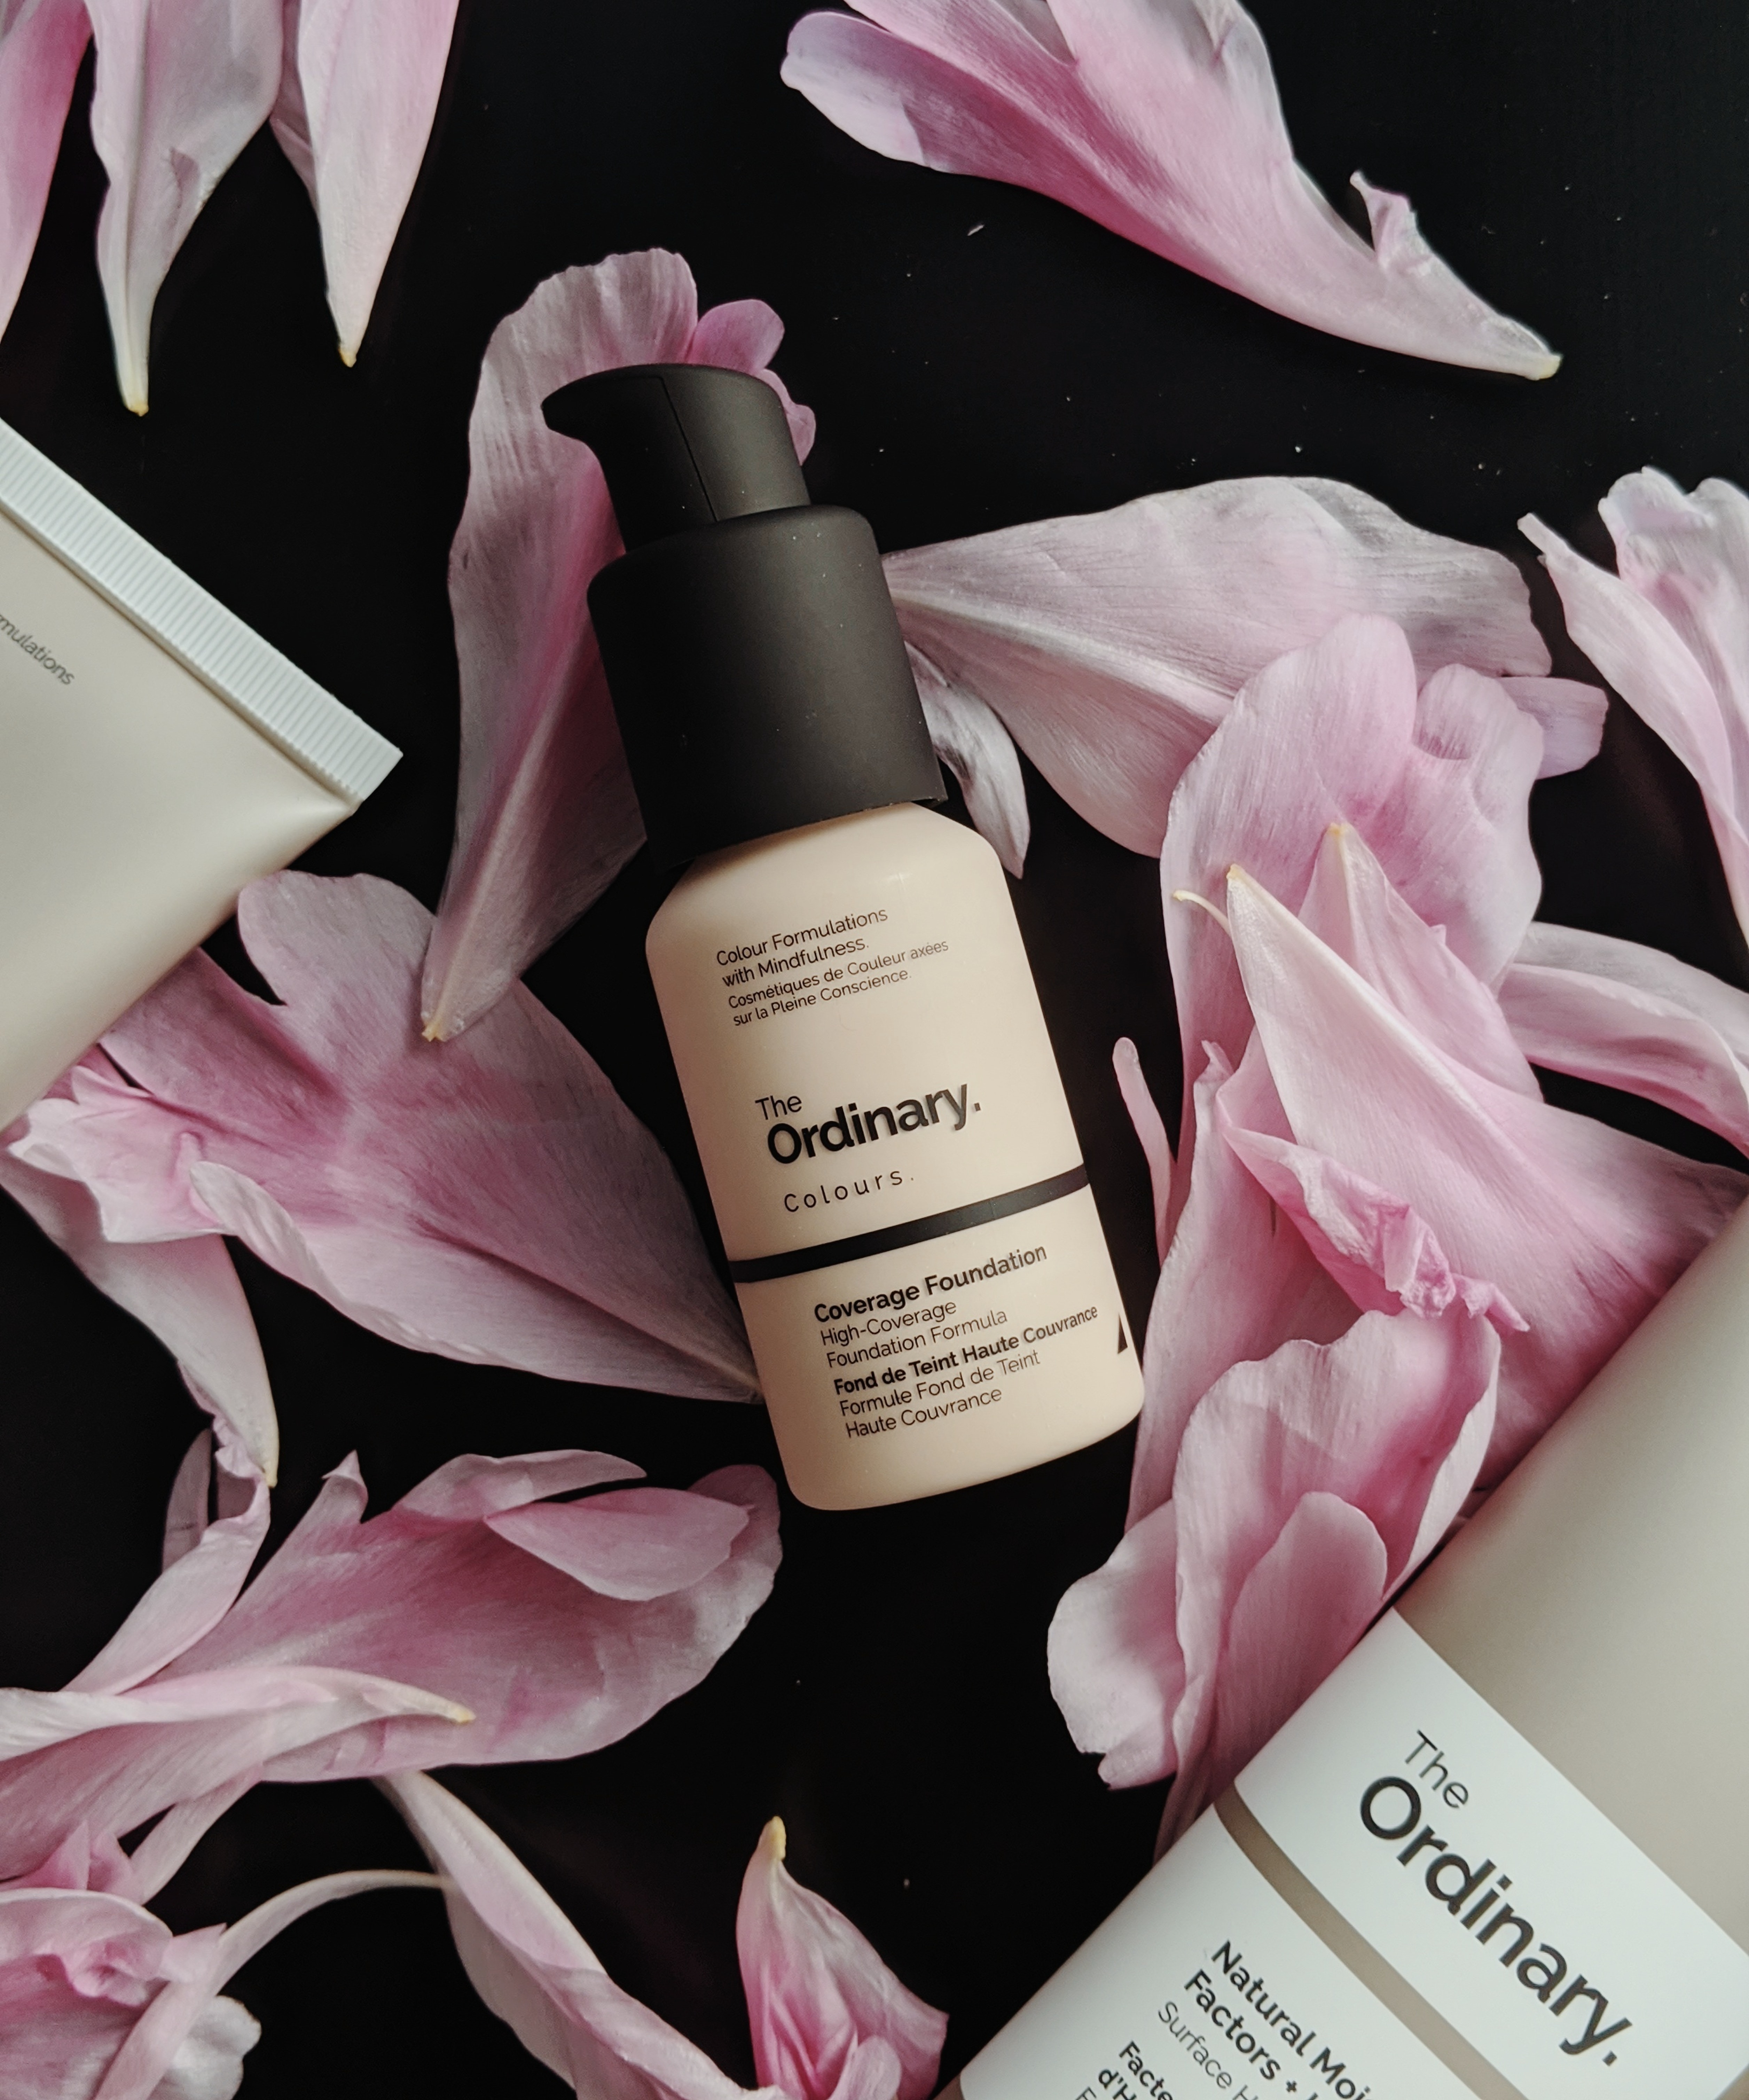 mulations
Colour Formulations
with Mindfulness.
Cosmétiques de Couleur axées
sur la Pleine Conscience.
The
Ordinary.
Colours.
Coverage Foundation
High-Coverage
Foundation Formula
Fond de Teint Haute Couvrance
Formule Fond de Teint
Haute Couvrance
The
Ordinary.
Natural Moi
Factors + H
Surface H
Facte
d'H